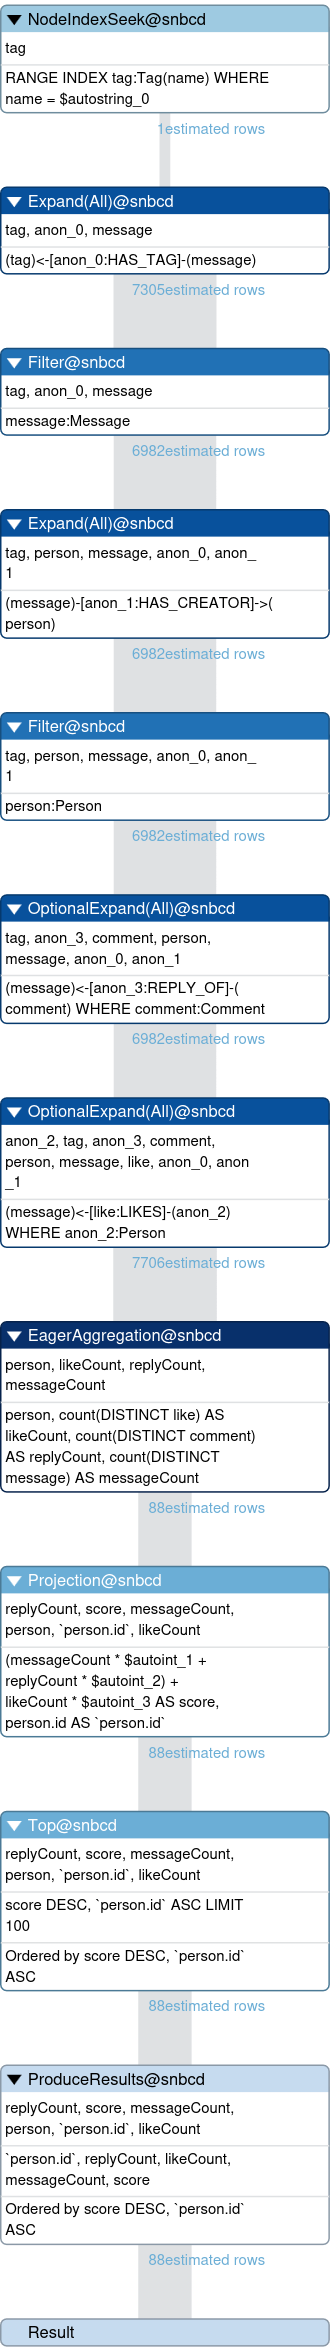 NodeIndexSeek@snbcd
tag
RANGE INDEX tag:Tag(name) WHERE
name = $autostring_0
1estimated rows
Expand(All)@snbcd
tag, anon_0, message
(tag)<-[anon_0:HAS_TAG]-(message)
7305estimated rows
Filter@snbcd
tag, anon_0, message
message:Message
6982estimated rows
Expand(All)@snbcd
tag, person, message, anon_0, anon_
1
(message)-[anon_1:HAS_CREATOR]->(
person)
6982estimated rows
Filter@snbcd
tag, person, message, anon_0, anon_
1
person:Person
6982estimated rows
OptionalExpand(All)@snbcd
tag, anon_3, comment, person,
message, anon_0, anon_1
(message)<-[anon_3:REPLY_OF]-(
comment) WHERE comment:Comment
6982estimated rows
OptionalExpand(All)@snbcd
anon_2, tag, anon_3, comment,
person, message, like, anon_0, anon
_1
(message)<-[like:LIKES]-(anon_2)
WHERE anon_2:Person
7706estimated rows
EagerAggregation@snbcd
person, likeCount, replyCount,
messageCount
person, count(DISTINCT like) AS
likeCount, count(DISTINCT comment)
AS replyCount, count(DISTINCT
message) AS messageCount
88estimated rows
Projection@snbcd
replyCount, score, messageCount,
person, `person.id`, likeCount
(messageCount * $autoint_1 +
replyCount * $autoint_2) +
likeCount * $autoint_3 AS score,
person.id AS `person.id`
88estimated rows
Top@snbcd
replyCount, score, messageCount,
person, `person.id`, likeCount
score DESC, `person.id` ASC LIMIT
100
Ordered by score DESC, `person.id`
ASC
88estimated rows
ProduceResults@snbcd
replyCount, score, messageCount,
person, `person.id`, likeCount
`person.id`, replyCount, likeCount,
messageCount, score
Ordered by score DESC, `person.id`
ASC
88estimated rows
Result